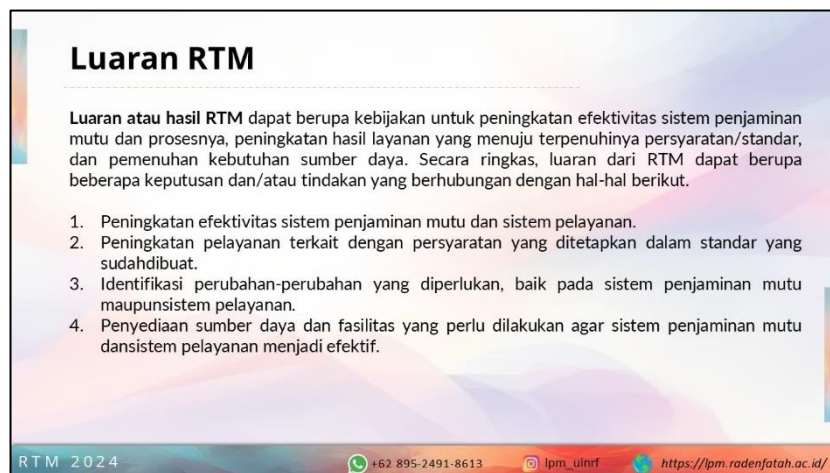 Luaran RTM
Luaran atau hasil RTM dapat berupa kebijakan untuk peningkatan efektivitas sistem penjaminan
mutu dan prosesnya, peningkatan hasil layanan yang menuju terpenuhinya persyaratan/standar,
dan pemenuhan kebutuhan sumber daya. Secara ringkas, luaran dari RTM dapat berupa
beberapa keputusan dan/atau tindakan yang berhubungan dengan hal-hal berikut.
1. Peningkatan efektivitas sistem penjaminan mutu dan sistem pelayanan.
2. Peningkatan pelayanan terkait dengan persyaratan yang ditetapkan dalam standar yang
sudahdibuat.
3. Identifikasi perubahan-perubahan yang diperlukan, baik pada sistem penjaminan mutu
maupunsistem pelayanan.
4. Penyediaan sumber daya dan fasilitas yang perlu dilakukan agar sistem penjaminan mutu
dansistem pelayanan menjadi efektif.
RTM 2024 +62 895-2491-8613 lpm_uinrf https://lpm.radenfatah.ac.id/